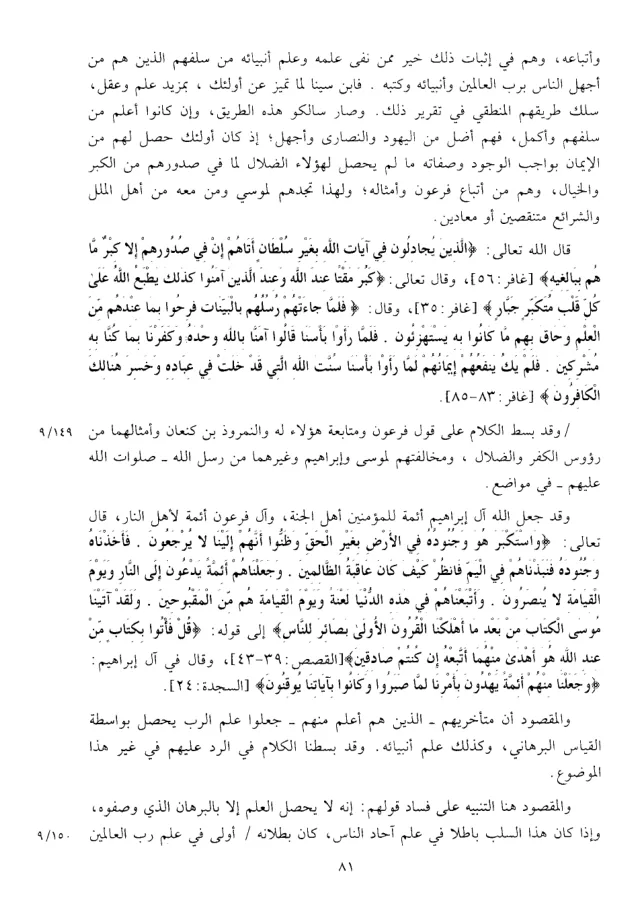 وأتباعه، وهم في إثبات ذلك خير ممن نفى علمه وعلم أنبيائه من سلفهم الذين هم من
أجهل الناس برب العالمين وأنبيائه وكتبه . فابن سينا لما تميز عن أولئك ، بمزيد علم وعقل،
سلك طريقهم المنطقي في تقرير ذلك. وصار سالكو هذه الطريق، وإن كانوا أعلم من
سلفهم وأكمل، فهم أضل من اليهود والنصارى وأجهل؛ إذ كان أولئك حصل لهم من
الإيمان بواجب الوجود وصفاته ما لم يحصل لهؤلاء الضلال لما في صدورهم من الكبر
والخيال، وهم من أتباع فرعون وأمثاله؛ ولهذا تجدهم لموسي ومن معه من أهل الملل
والشرائع متنقصين أو معادين.
قال الله تعالى: ﴿الَّذِينَ يُجَادِلُونَ فِي آيَاتِ اللَّهِ بِغَيْرِ سُلْطَانٍ أَتَاهُمْ إِن فِي صُدُورِهِمْ إِلا كِبْرٌ مَّا
هُم بِبَالِغِيهِ﴾ [غافر:٥٦]، وقال تعالى: ﴿كَبُرَ مَقْتًا عِندَ اللَّهِ وَعِندَ الَّذِينَ آمَنُوا كَذَلِكَ يَطْبَعُ اللَّهُ عَلَىٰ
كُلِّ قَلْبِ مُتَكَبِّرٍ جَبَّارٍ﴾ [غافر:٣٥]، وقال: ﴿ فَلَمَّا جَاءَتْهُمْ رُسُلُهُم بِالْبَيِّنَاتِ فَرِحُوا بِمَا عِندَهُم مِّنَ
الْعِلْمِ وَحَاقَ بِهِم مَّا كَانُوا بِهِ يَسْتَهْزِئُونَ . فَلَمَّا رَأَوْا بَأْسَنَا قَالُوا آمَنَّا بِاللَّهِ وَحْدَهُ وَكَفَرْنَا بِمَا كُنَّا بِهِ
مُشْرِكِينَ . فَلَمْ يَكُ يَنفَعُهُمْ إِيمَانُهُمْ لَمَّا رَأَوْا بَأْسَنَا سُنَّتَ اللَّهِ الَّتِي قَدْ خَلَتْ فِي عِبَادِهِ وَخَسِرَ هُنَالِكَ
الْكَافِرُونَ ﴾ [غافر:٨٣-٨٥].
/ وقد بسط الكلام على قول فرعون ومتابعة هؤلاء له والنمروذ بن كنعان وأمثالهما من ٩/١٤٩
رؤوس الكفر والضلال ، ومخالفتهم لموسى وإبراهيم وغيرهما من رسل الله ـ صلوات الله
عليهم ـ في مواضع.
وقد جعل الله آل إبراهيم أئمة للمؤمنين أهل الجنة، وآل فرعون أئمة لأهل النار، قال
تعالى: ﴿وَاسْتَكْبَرَ هُوَ وَجُنُودُهُ فِي الأَرْضِ بِغَيْرِ الْحَقِّ وَظَنُّوا أَنَّهُمْ إِلَيْنَا لا يُرْجَعُونَ . فَأَخَذْنَاهُ
وَجُنُودَهُ فَنَبَذْنَاهُمْ فِي الْيَمِّ فَانظُرْ كَيْفَ كَانَ عَاقِبَةُ الظَّالِمِينَ . وَجَعَلْنَاهُمْ أَئِمَّةً يَدْعُونَ إِلَى النَّارِ وَيَوْمَ
الْقِيَامَةِ لا يُنصَرُونَ . وَأَتْبَعْنَاهُمْ فِي هَذِهِ الدُّنْيَا لَعْنَةً وَيَوْمَ الْقِيَامَةِ هُم مِّنَ الْمَقْبُوحِينَ . وَلَقَدْ آتَيْنَا
مُوسَى الْكِتَابَ مِنْ بَعْدِ مَا أَهْلَكْنَا الْقُرُونَ الأُولَىٰ بَصَائِرَ لِلنَّاسِ﴾ إلى قوله: ﴿قُلْ فَأْتُوا بِكِتَابٍ مِّنْ
عِندِ اللَّهِ هُوَ أَهْدَىٰ مِنْهُمَا أَتَّبِعْهُ إِن كُنتُمْ صَادِقِينَ﴾[القصص:٣٩-٤٣]، وقال في آل إبراهيم:
﴿وَجَعَلْنَا مِنْهُمْ أَئِمَّةً يَهْدُونَ بِأَمْرِنَا لَمَّا صَبَرُوا وَكَانُوا بِآيَاتِنَا يُوقِنُونَ﴾ [السجدة:٢٤].
والمقصود أن متأخريهم ـ الذين هم أعلم منهم ـ جعلوا علم الرب يحصل بواسطة
القياس البرهاني، وكذلك علم أنبيائه. وقد بسطنا الكلام في الرد عليهم في غير هذا
الموضوع.
والمقصود هنا التنبيه على فساد قولهم: إنه لا يحصل العلم إلا بالبرهان الذي وصفوه،
وإذا كان هذا السلب باطلا في علم آحاد الناس، كان بطلانه / أولى في علم رب العالمين ٩/١٥٠
٨١